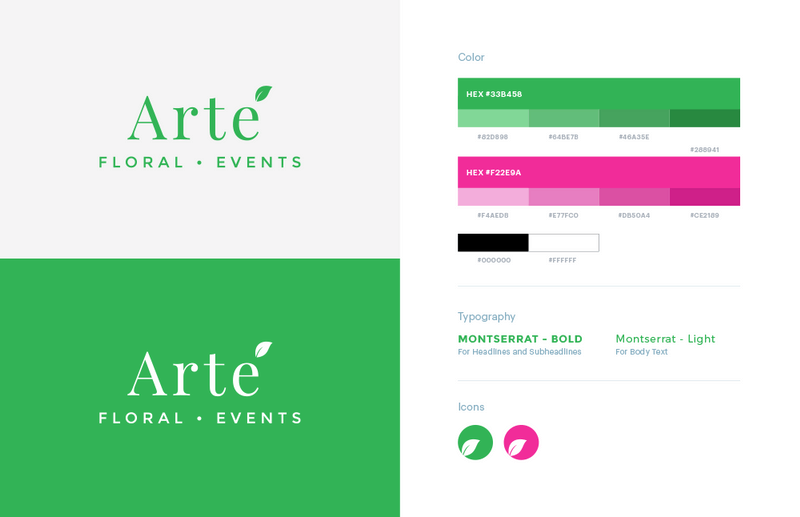 Arte
FLORAL • EVENTS
Arte
FLORAL • EVENTS
Color
HEX #33B458
#82D898 #64BE7B #46A35E
#288941
HEX #F22E9A
#F4AEDB #E77FC0 #DB50A4 #CE2189
#000000 #FFFFFF
Typography
MONTSERRAT - BOLD
For Headlines and Subheadlines
Montserrat - Light
For Body Text
Icons